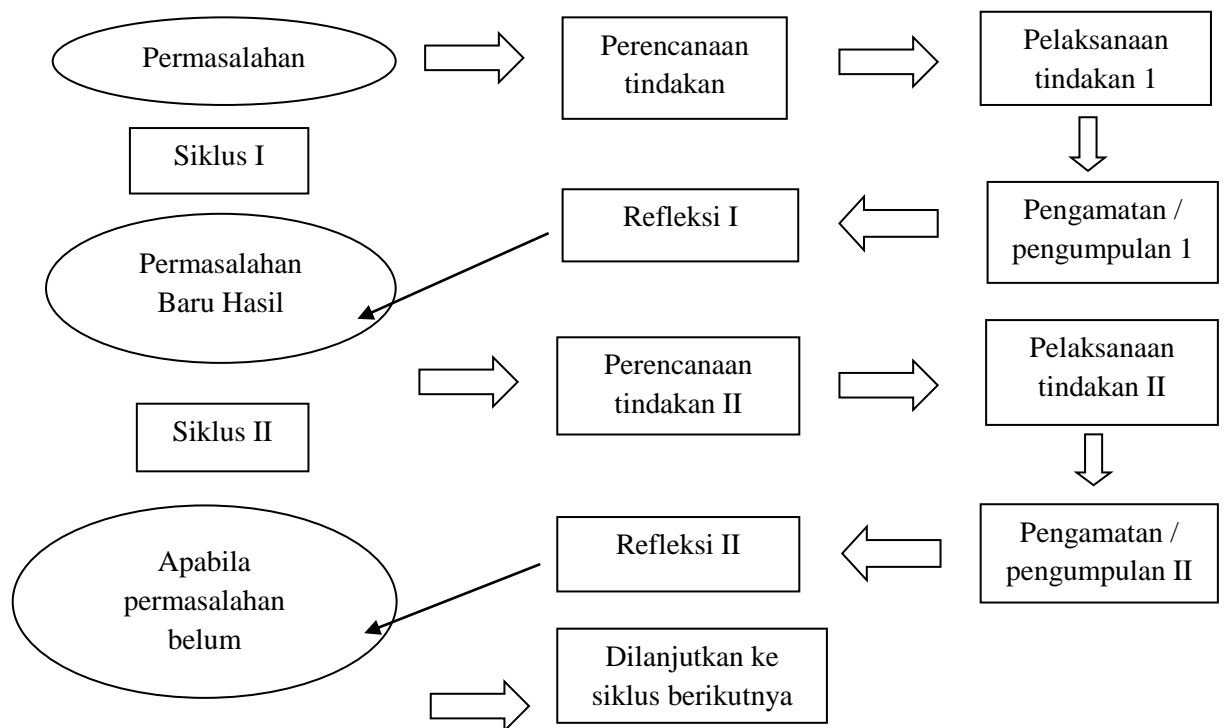 Permasalahan
Perencanaan
tindakan
Pelaksanaan
tindakan 1
Siklus I
Pengamatan /
pengumpulan 1
Refleksi I
Permasalahan
Baru Hasil
Perencanaan
tindakan II
Pelaksanaan
tindakan II
Siklus II
Pengamatan /
pengumpulan II
Refleksi II
Apabila
permasalahan
belum
Dilanjutkan ke
siklus berikutnya